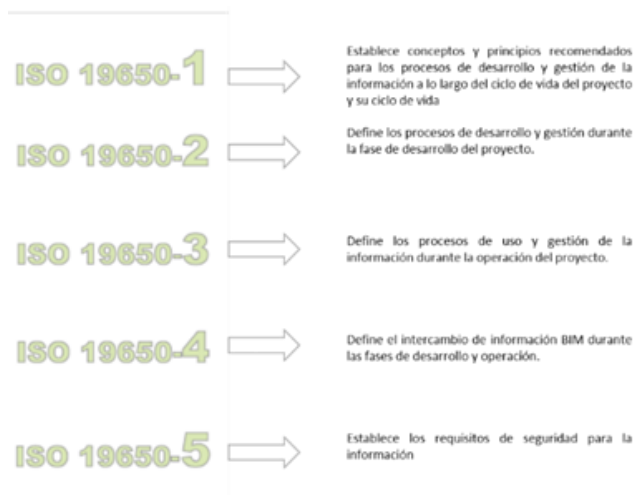 ISO 19650-1
Establece conceptos y principios recomendados
para los procesos de desarrollo y gestión de la
información a lo largo del ciclo de vida del proyecto
y su ciclo de vida
ISO 19650-2
Define los procesos de desarrollo y gestión durante
la fase de desarrollo del proyecto.
ISO 19650-3
Define los procesos de uso y gestión de la
información durante la operación del proyecto.
ISO 19650-4
Define el intercambio de información BIM durante
las fases de desarrollo y operación.
ISO 19650-5
Establece los requisitos de seguridad para la
información